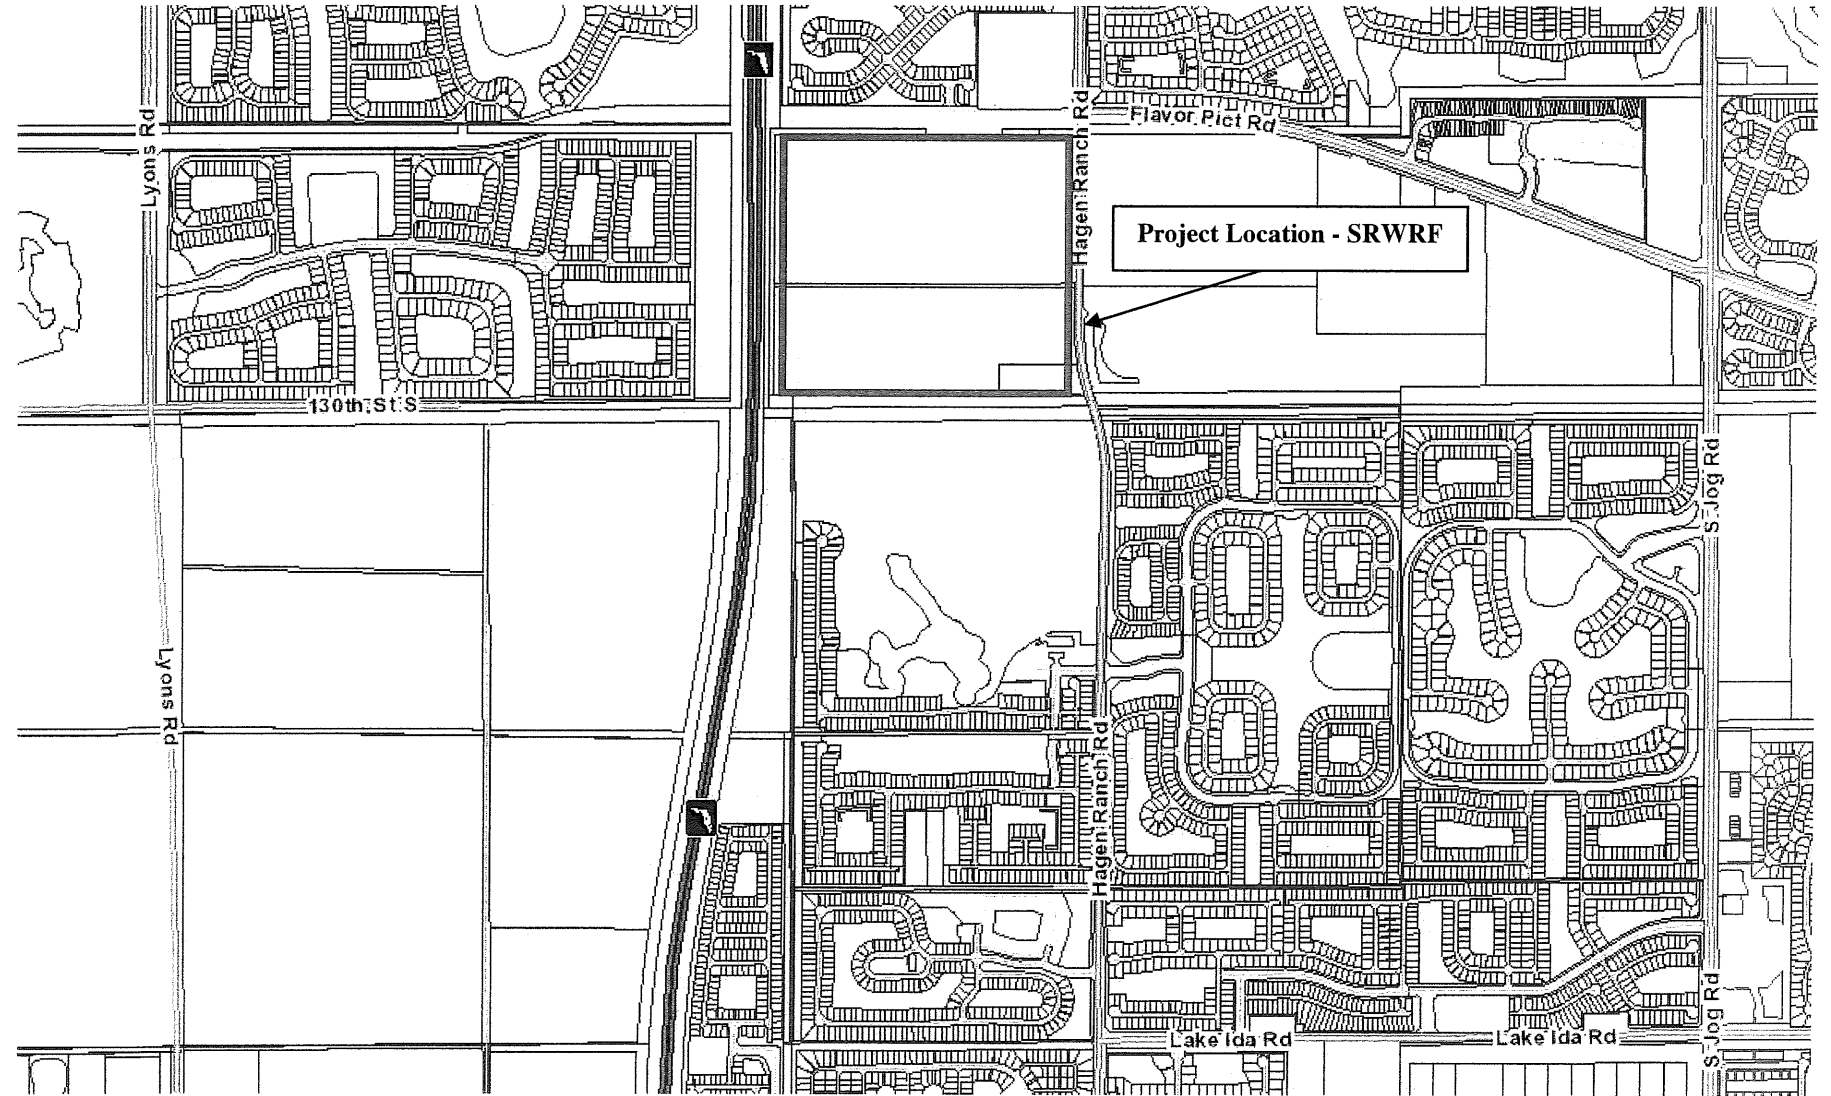 Lyons Rd
Hagen Ranch Rd
Flavor Pict Rd
Project Location - SRWRF
130th St S
S Jog Rd
Lyons Rd
Hagen Ranch Rd
S Jog Rd
Lake Ida Rd
Lake Ida Rd